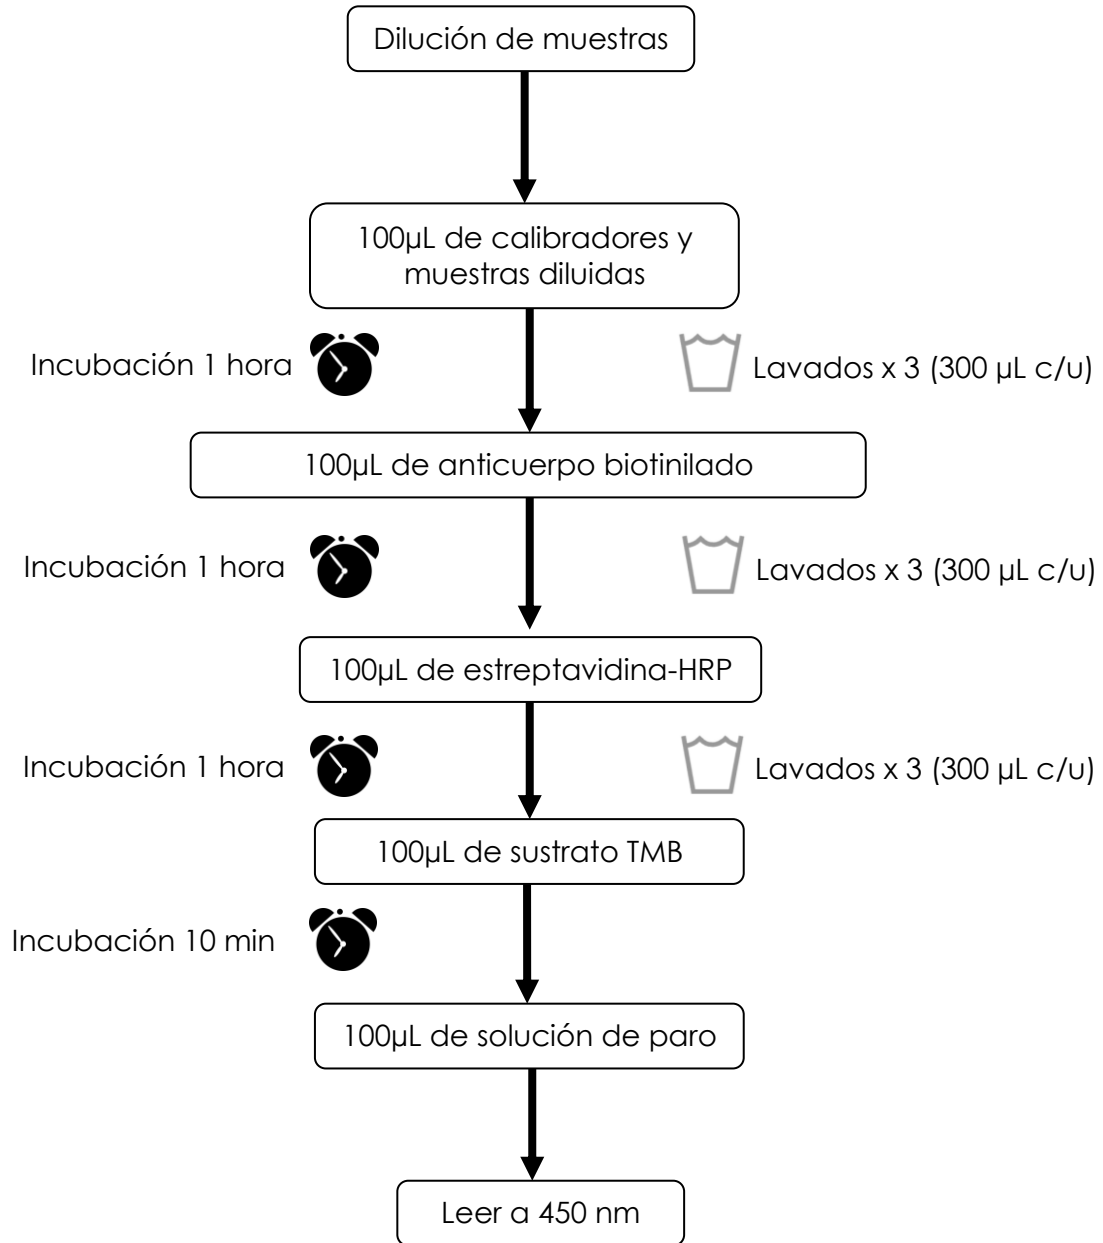 Dilución de muestras
100µL de calibradores y
muestras diluidas
Incubación 1 hora
Lavados x 3 (300 µL c/u)
100µL de anticuerpo biotinilado
Incubación 1 hora
Lavados x 3 (300 µL c/u)
100µL de estreptavidina-HRP
Incubación 1 hora
Lavados x 3 (300 µL c/u)
100µL de sustrato TMB
Incubación 10 min
100µL de solución de paro
Leer a 450 nm